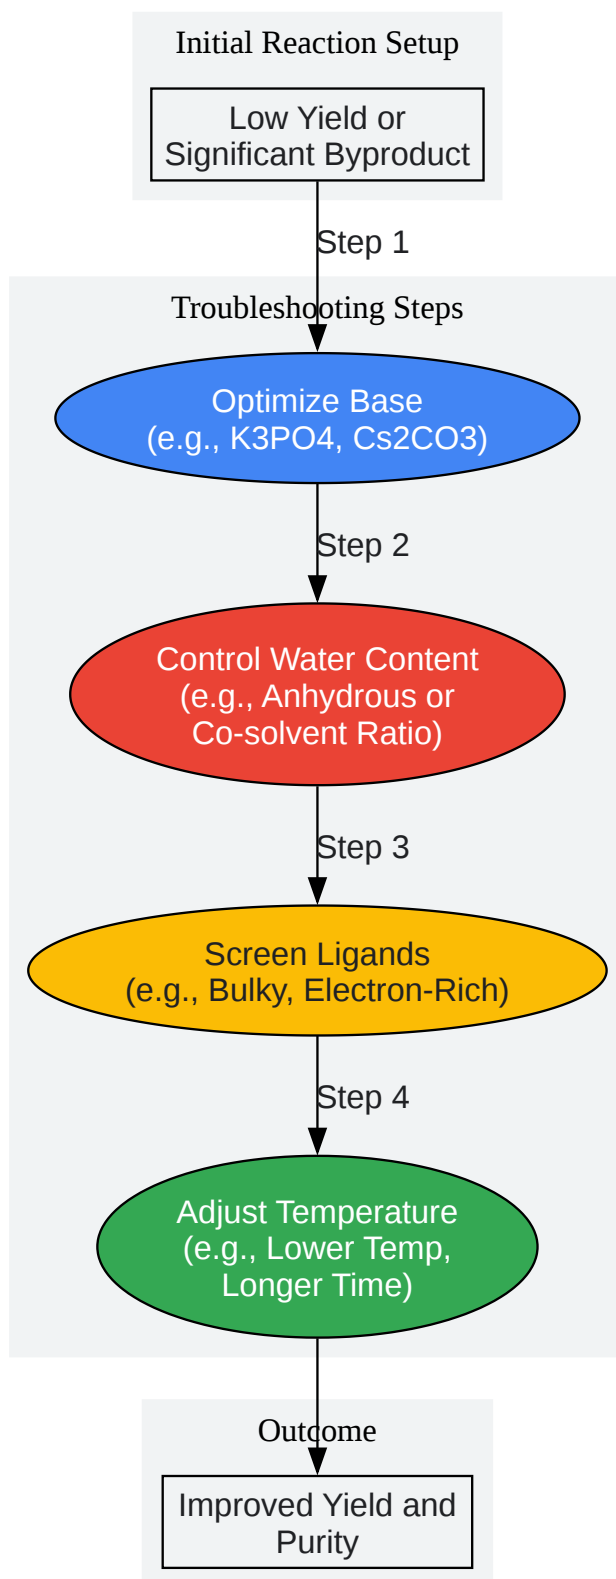 Initial Reaction Setup
Low Yield or
Significant Byproduct
Step 1
Troubleshooting Steps
Optimize Base
(e.g., K3PO4, Cs2CO3)
Step 2
Control Water Content
(e.g., Anhydrous or
Co-solvent Ratio)
Step 3
Screen Ligands
(e.g., Bulky, Electron-Rich)
Step 4
Adjust Temperature
(e.g., Lower Temp,
Longer Time)
Outcome
Improved Yield and
Purity